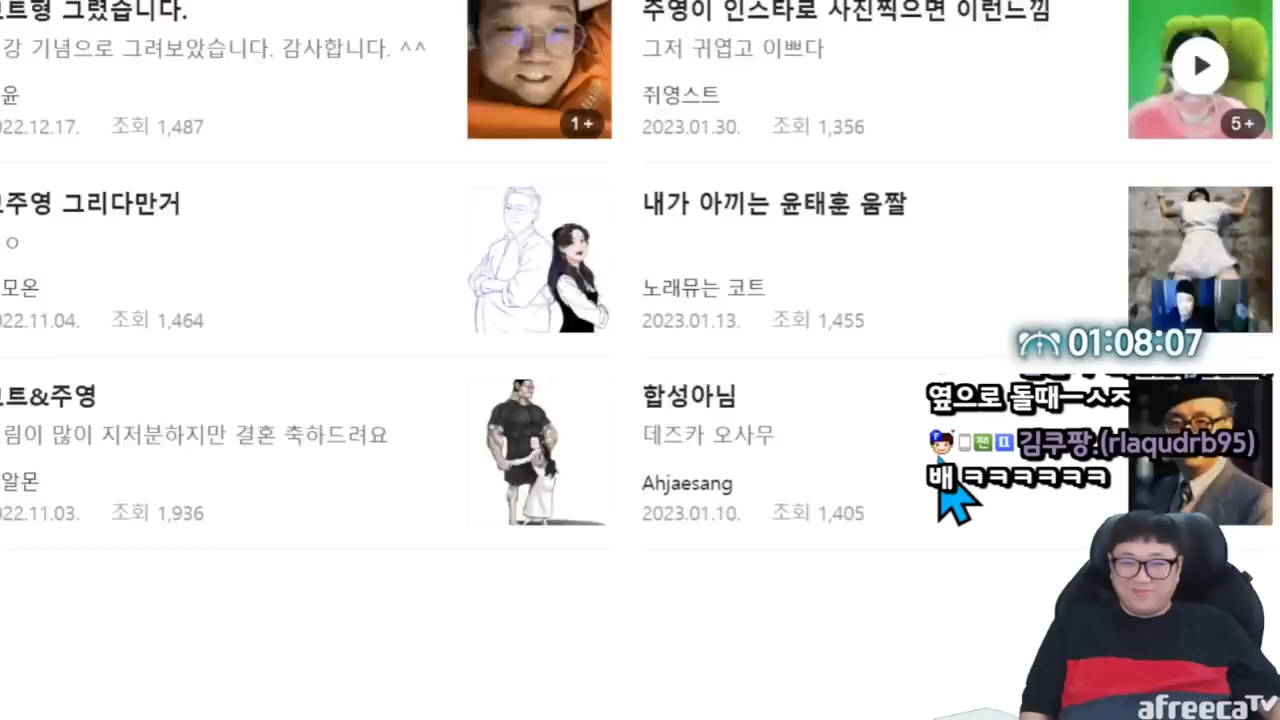 트형 그렸습니다.
강 기념으로 그려보았습니다. 감사합니다. ^^
윤
22.12.17. 조회 1,487
1+
주영이 인스타로 사진찍으면 이런느낌
그저 귀엽고 이쁘다
쥐영스트
2023.01.30. 조회 1,356
5+
주영 그리다만거
ㅇ
모온
22.11.04. 조회 1,464
내가 아끼는 윤태훈 움짤
노래뮤는 코트
2023.01.13. 조회 1,455
01:08:07
트&주영
림이 많이 지저분하지만 결혼 축하드려요
알몬
22.11.03. 조회 1,936
합성아님
데즈카 오사무
Ahjaesang
2023.01.10. 조회 1,405
옆으로 돌때ㅡㅅㅈ
팬 김쿠팡.(rlaqudrb95)
배 ㅋㅋㅋㅋㅋㅋㅋ
afreecaTV